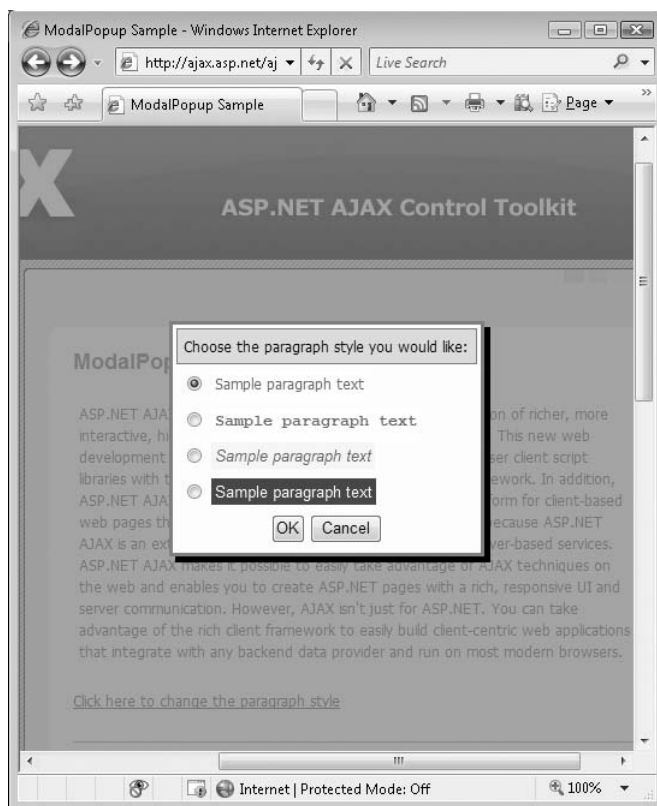 ModalPopup Sample - Windows Internet Explorer
http://ajax.asp.net/aj
Live Search
ModalPopup Sample
Page
X
ASP.NET AJAX Control Toolkit
ModalPop
Choose the paragraph style you would like:
Sample paragraph text
Sample paragraph text
Sample paragraph text
Sample paragraph text
OK Cancel
ASP.NET AJA on of richer, more
interactive, hi This new web
development ser client script
libraries with t ework. In addition,
ASP.NET AJA orm for client-based
web pages th ecause ASP.NET
AJAX is an ext ver-based services.
ASP.NET AJAX makes it possible to easily take advantage of AJAX techniques on
the web and enables you to create ASP.NET pages with a rich, responsive UI and
server communication. However, AJAX isn't just for ASP.NET. You can take
advantage of the rich client framework to easily build client-centric web applications
that integrate with any backend data provider and run on most modern browsers.
Click here to change the paragraph style
Internet | Protected Mode: Off
100%